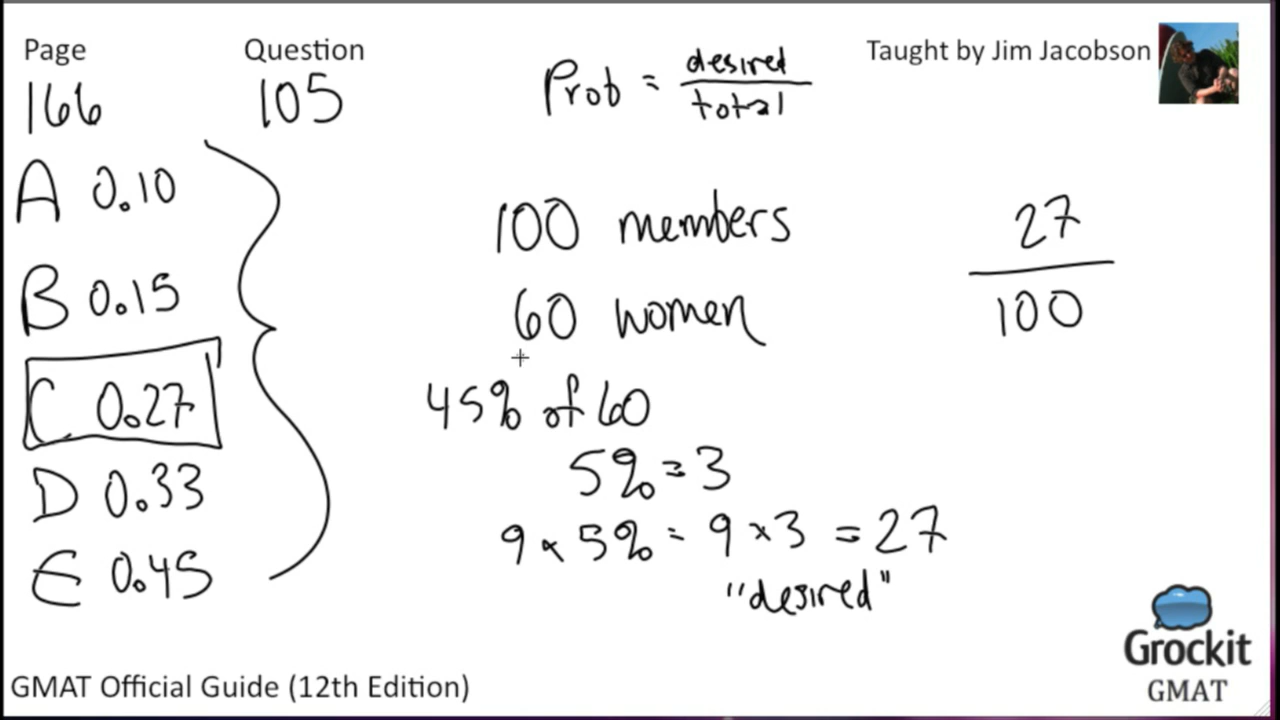 Page Question Taught by Jim Jacobson
166 105
Prob = desired / total
A 0.10
B 0.15
C 0.27
D 0.33
E 0.45
100 members
60 women
45% of 60
5% = 3
9 × 5% = 9 × 3 = 27
"desired"
27
100
GMAT Official Guide (12th Edition)
Grockit
GMAT